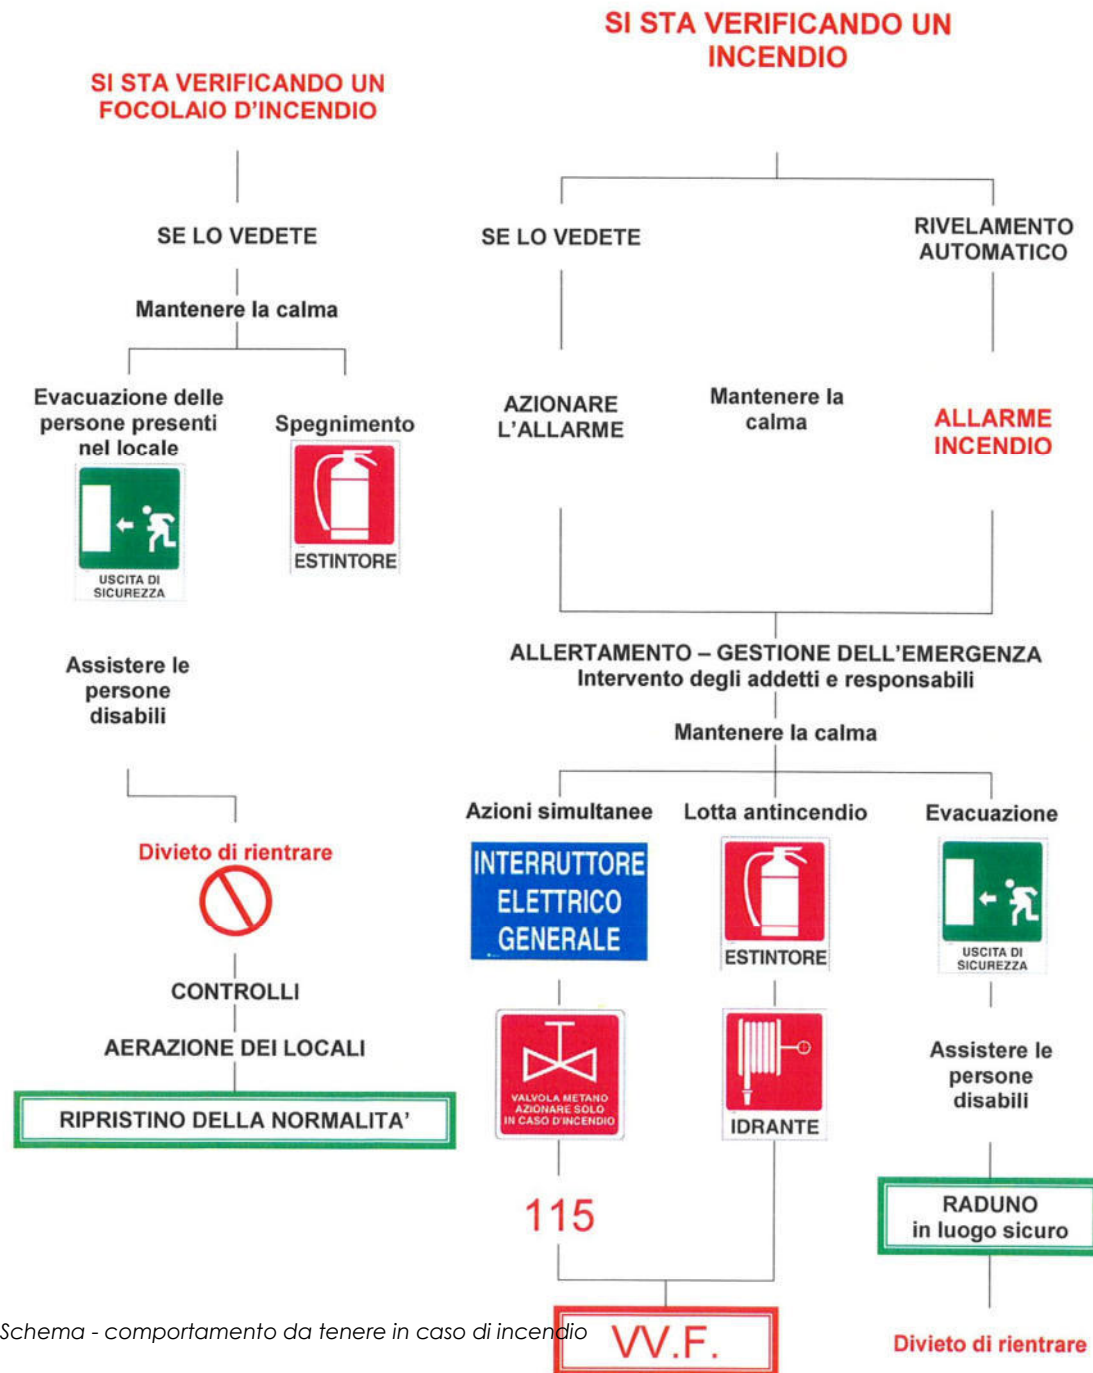 SI STA VERIFICANDO UN
FOCOLAIO D'INCENDIO
SE LO VEDETE
Mantenere la calma
Evacuazione delle
persone presenti
nel locale
USCITA DI
SICUREZZA
Spegnimento
ESTINTORE
Assistere le
persone
disabili
Divieto di rientrare
CONTROLLI
AERAZIONE DEI LOCALI
RIPRISTINO DELLA NORMALITA'
SI STA VERIFICANDO UN
INCENDIO
SE LO VEDETE
RIVELAMENTO
AUTOMATICO
AZIONARE
L'ALLARME
Mantenere la
calma
ALLARME
INCENDIO
ALLERTAMENTO – GESTIONE DELL'EMERGENZA
Intervento degli addetti e responsabili
Mantenere la calma
Azioni simultanee
INTERRUTTORE
ELETTRICO
GENERALE
VALVOLA METANO
AZIONARE SOLO
IN CASO D'INCENDIO
115
Lotta antincendio
ESTINTORE
IDRANTE
VV.F.
Evacuazione
USCITA DI
SICUREZZA
Assistere le
persone
disabili
RADUNO
in luogo sicuro
Divieto di rientrare
Schema - comportamento da tenere in caso di incendio